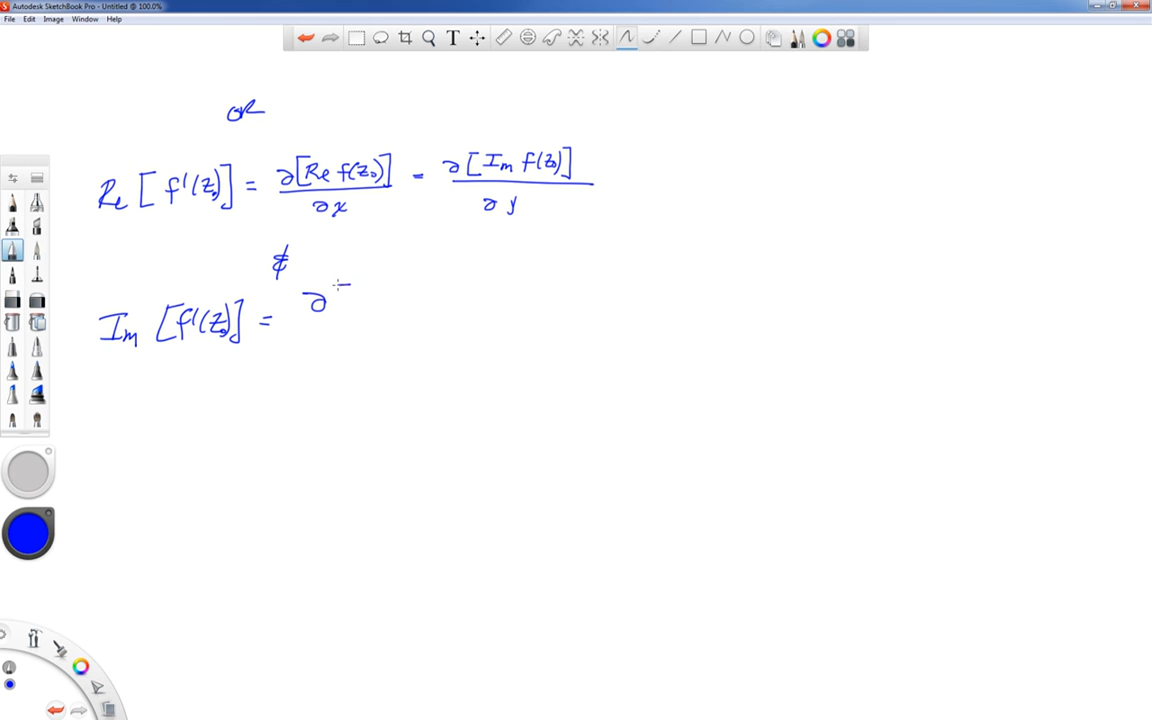 Autodesk SketchBook Pro - Untitled @ 100.0%
File Edit Image Window Help
T
OR
Re [f'(z₀)] = ∂[Re f(z₀)]/∂x = ∂[Im f(z₀)]/∂y
&
Im [f'(z₀)] = ∂